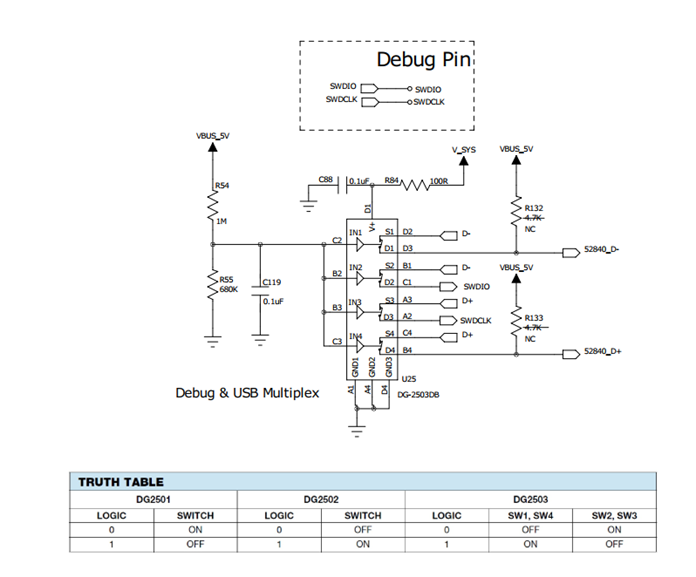 Debug Pin
SWDIO SWDIO
SWDCLK SWDCLK
VBUS_5V V_SYS VBUS_5V
C88 0.1uF R84 100R
R54
1M
D1
V+
R132
4.7K
NC
IN1 S1 D2 D-
C2 D1 D3 S2840_D-
IN2 S2 B1 D-
B2 D2 C1 SWDIO
VBUS_5V
R55
680K
C119
0.1uF
IN3 S3 A3 D+
B3 D3 A2 SWDCLK
R133
4.7K
NC
IN4 S4 C4 D+
C3 D4 B4 S2840_D+
GND1 GND2 GND3
U25
A1 A4 D4
DG-2503DB
Debug & USB Multiplex
TRUTH TABLE
DG2501 DG2502 DG2503
LOGIC SWITCH LOGIC SWITCH LOGIC SW1, SW4 SW2, SW3
0 ON 0 OFF 0 OFF ON
1 OFF 1 ON 1 ON OFF